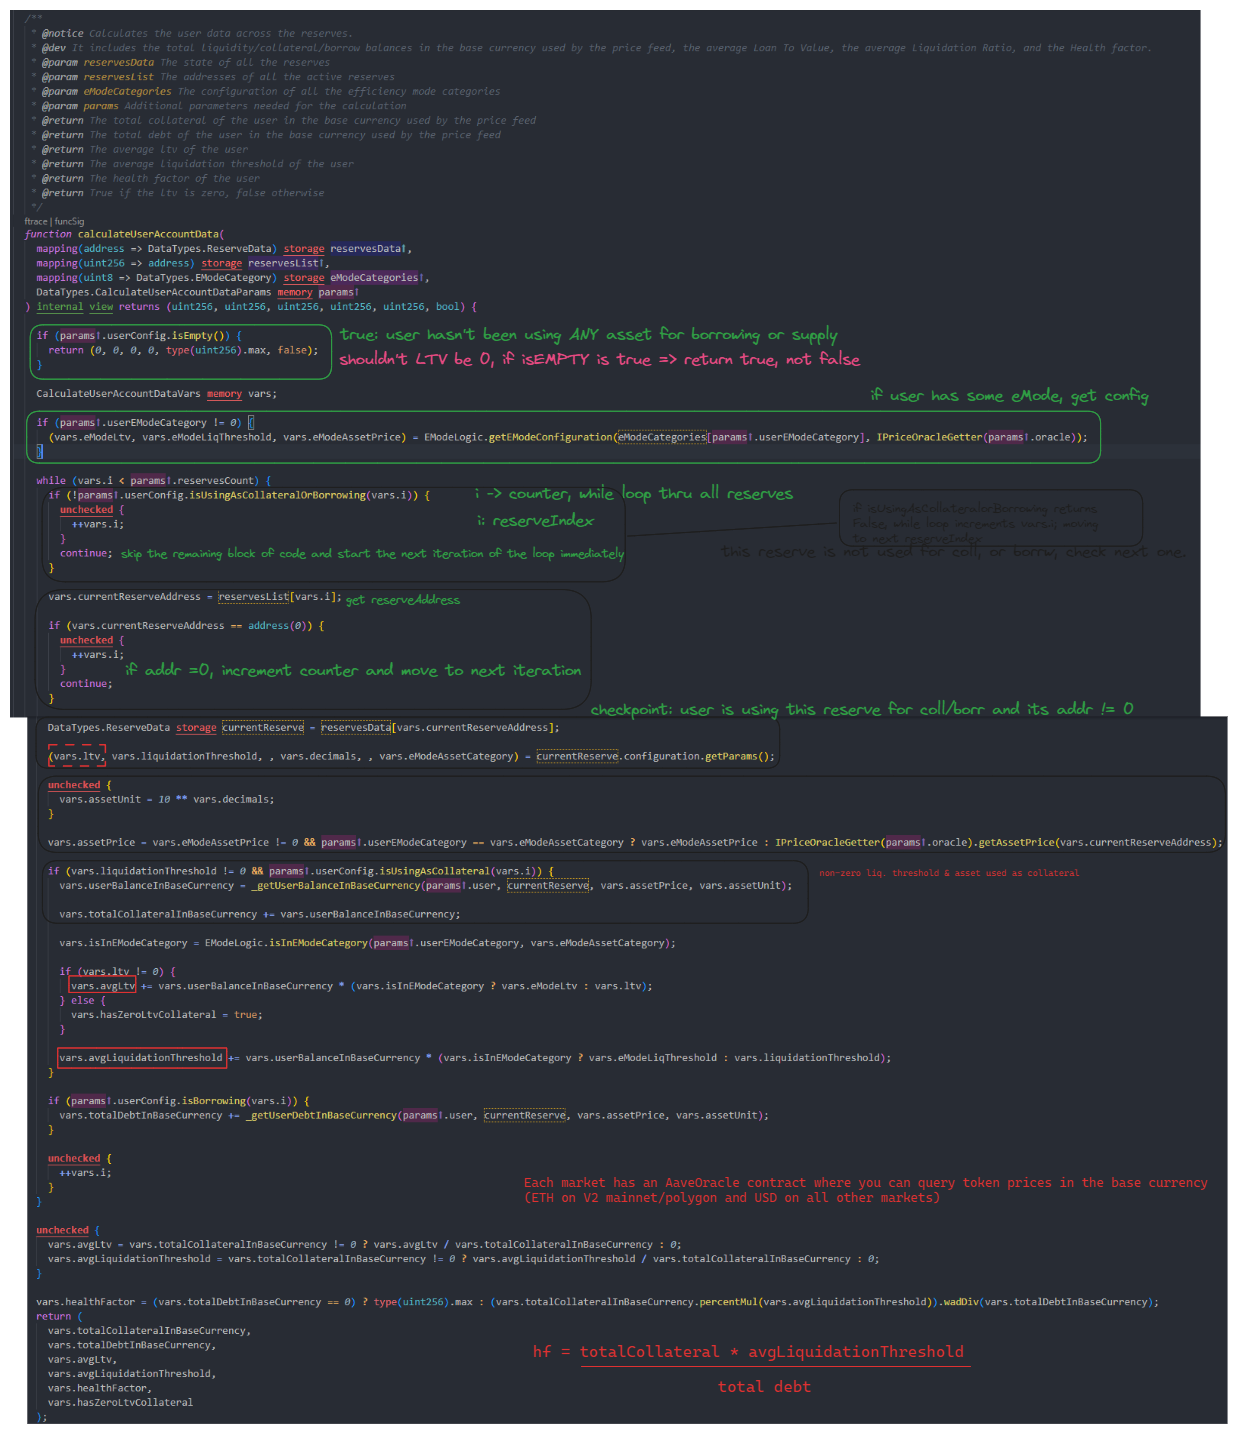 /**
 * @notice Calculates the user data across the reserves.
 * @dev It includes the total liquidity/collateral/borrow balances in the base currency used by the price feed, the average Loan To Value, the average Liquidation Ratio, and the Health factor.
 * @param reservesData The state of all the reserves
 * @param reservesList The addresses of all the active reserves
 * @param eModeCategories The configuration of all the efficiency mode categories
 * @param params Additional parameters needed for the calculation
 * @return The total collateral of the user in the base currency used by the price feed
 * @return The total debt of the user in the base currency used by the price feed
 * @return The average ltv of the user
 * @return The average liquidation threshold of the user
 * @return The health factor of the user
 * @return True if the ltv is zero, false otherwise
 */
ftrace | funcSig
function calculateUserAccountData(
mapping(address => DataTypes.ReserveData) storage reservesData↑,
mapping(uint256 => address) storage reservesList↑,
mapping(uint8 => DataTypes.EModeCategory) storage eModeCategories↑,
DataTypes.CalculateUserAccountDataParams memory params↑
) internal view returns (uint256, uint256, uint256, uint256, uint256, bool) {
if (params↑.userConfig.isEmpty()) {
true: user hasn't been using ANY asset for borrowing or supply
return (0, 0, 0, 0, type(uint256).max, false);
shouldn't LTV be 0, if isEMPTY is true => return true, not false
}
CalculateUserAccountDataVars memory vars;
if user has some eMode, get config
if (params↑.userEModeCategory != 0) {
(vars.eModeLtv, vars.eModeLiqThreshold, vars.eModeAssetPrice) = EModeLogic.getEModeConfiguration(eModeCategories[params↑.userEModeCategory], IPriceOracleGetter(params↑.oracle));
}
while (vars.i < params↑.reservesCount) {
if (!params↑.userConfig.isUsingAsCollateralOrBorrowing(vars.i)) {
i -> counter, while loop thru all reserves
unchecked {
++vars.i;
i: reserveIndex
}
continue; skip the remaining block of code and start the next iteration of the loop immediately
}
if isUsingAsCollateralorBorrowing returns
False, while loop increments vars.i; moving
to next reserveIndex
this reserve is not used for coll, or borrw, check next one.
vars.currentReserveAddress = reservesList[vars.i]; get reserveAddress
if (vars.currentReserveAddress == address(0)) {
unchecked {
++vars.i;
}
if addr =0, increment counter and move to next iteration
continue;
}
checkpoint: user is using this reserve for coll/borr and its addr != 0
DataTypes.ReserveData storage currentReserve = reservesData[vars.currentReserveAddress];
(vars.ltv, vars.liquidationThreshold, , vars.decimals, , vars.eModeAssetCategory) = currentReserve.configuration.getParams();
unchecked {
vars.assetUnit = 10 ** vars.decimals;
}
vars.assetPrice = vars.eModeAssetPrice != 0 && params↑.userEModeCategory == vars.eModeAssetCategory ? vars.eModeAssetPrice : IPriceOracleGetter(params↑.oracle).getAssetPrice(vars.currentReserveAddress);
if (vars.liquidationThreshold != 0 && params↑.userConfig.isUsingAsCollateral(vars.i)) {
non-zero liq. threshold & asset used as collateral
vars.userBalanceInBaseCurrency = _getUserBalanceInBaseCurrency(params↑.user, currentReserve, vars.assetPrice, vars.assetUnit);
vars.totalCollateralInBaseCurrency += vars.userBalanceInBaseCurrency;
vars.isInEModeCategory = EModeLogic.isInEModeCategory(params↑.userEModeCategory, vars.eModeAssetCategory);
if (vars.ltv != 0) {
vars.avgLtv += vars.userBalanceInBaseCurrency * (vars.isInEModeCategory ? vars.eModeLtv : vars.ltv);
} else {
vars.hasZeroLtvCollateral = true;
}
vars.avgLiquidationThreshold += vars.userBalanceInBaseCurrency * (vars.isInEModeCategory ? vars.eModeLiqThreshold : vars.liquidationThreshold);
}
if (params↑.userConfig.isBorrowing(vars.i)) {
vars.totalDebtInBaseCurrency += _getUserDebtInBaseCurrency(params↑.user, currentReserve, vars.assetPrice, vars.assetUnit);
}
unchecked {
++vars.i;
}
}
Each market has an AaveOracle contract where you can query token prices in the base currency
(ETH on V2 mainnet/polygon and USD on all other markets)
unchecked {
vars.avgLtv = vars.totalCollateralInBaseCurrency != 0 ? vars.avgLtv / vars.totalCollateralInBaseCurrency : 0;
vars.avgLiquidationThreshold = vars.totalCollateralInBaseCurrency != 0 ? vars.avgLiquidationThreshold / vars.totalCollateralInBaseCurrency : 0;
}
vars.healthFactor = (vars.totalDebtInBaseCurrency == 0) ? type(uint256).max : (vars.totalCollateralInBaseCurrency.percentMul(vars.avgLiquidationThreshold)).wadDiv(vars.totalDebtInBaseCurrency);
return (
vars.totalCollateralInBaseCurrency,
vars.totalDebtInBaseCurrency,
vars.avgLtv,
vars.avgLiquidationThreshold,
vars.healthFactor,
vars.hasZeroLtvCollateral
);
hf = totalCollateral * avgLiquidationThreshold
total debt